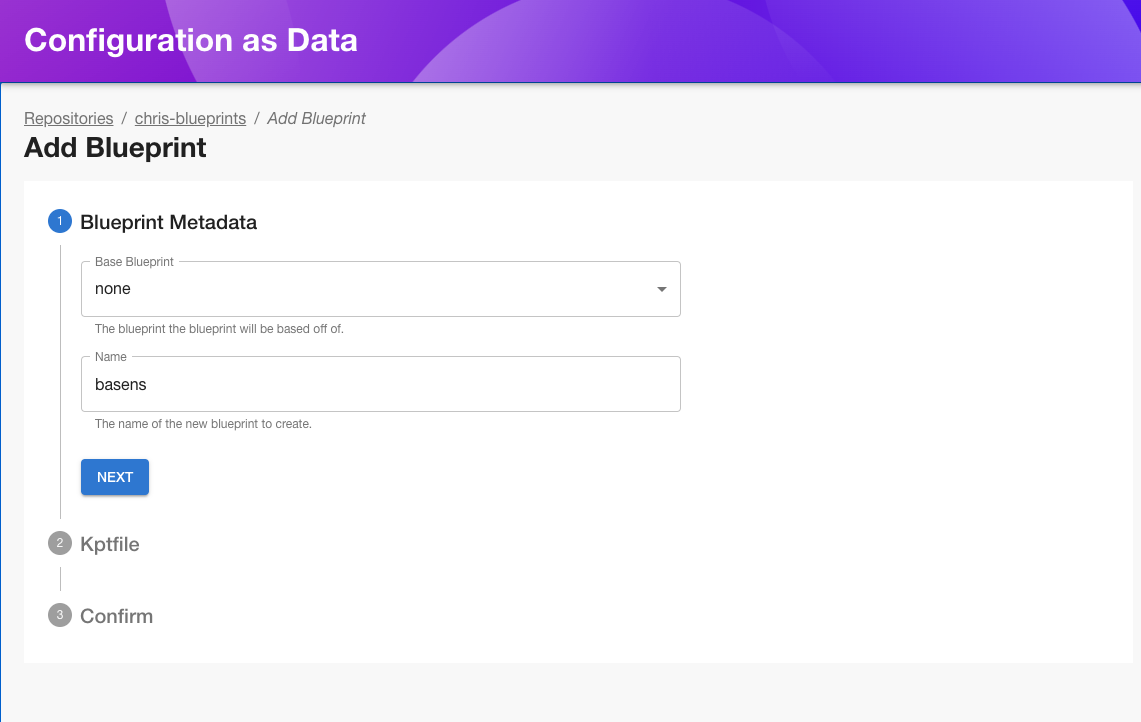 Configuration as Data
Repositories / chris-blueprints / Add Blueprint
Add Blueprint
1 Blueprint Metadata
Base Blueprint
none
The blueprint the blueprint will be based off of.
Name
basens
The name of the new blueprint to create.
NEXT
2 Kptfile
3 Confirm